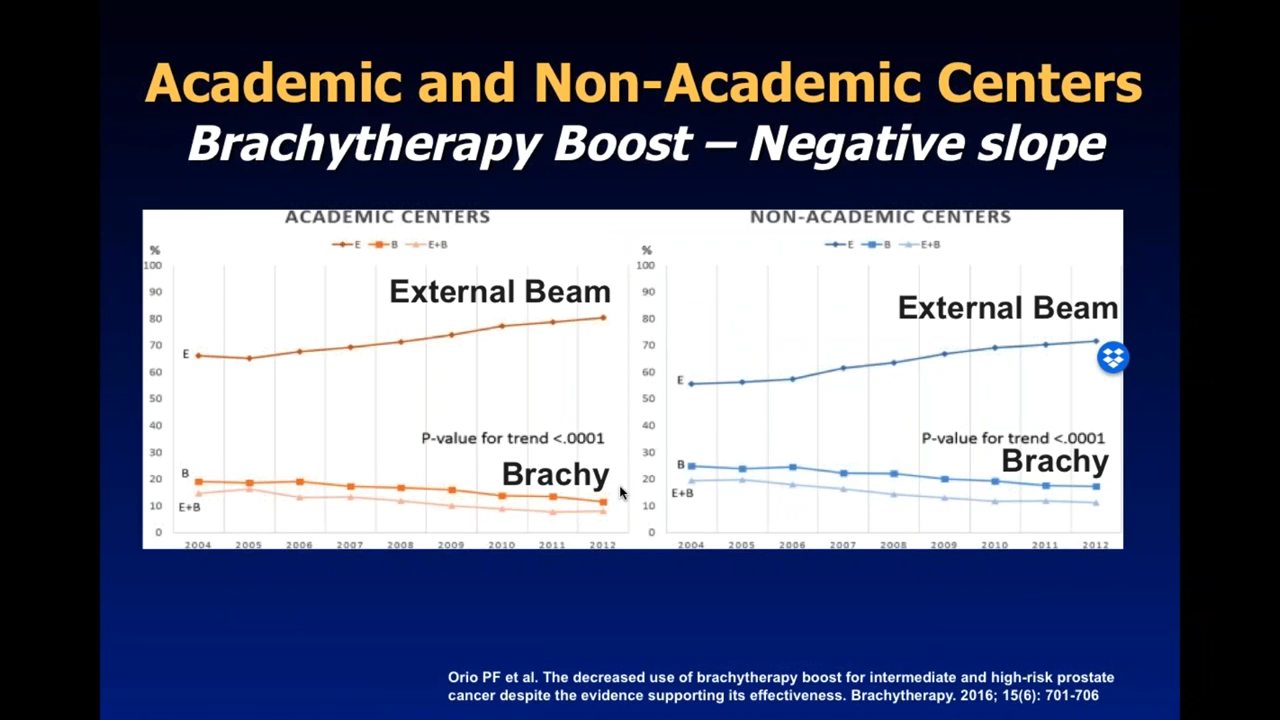 Academic and Non-Academic Centers
Brachytherapy Boost – Negative slope
ACADEMIC CENTERS
E B E+B
%
100
90
80
70
60
50
40
30
20
10
0
External Beam
E
P-value for trend <.0001
Brachy
B
E+B
2004 2005 2006 2007 2008 2009 2010 2011 2012
NON-ACADEMIC CENTERS
E B E+B
%
100
90
80
70
60
50
40
30
20
10
0
External Beam
E
P-value for trend <.0001
Brachy
B
E+B
2004 2005 2006 2007 2008 2009 2010 2011 2012
Orio PF et al. The decreased use of brachytherapy boost for intermediate and high-risk prostate
cancer despite the evidence supporting its effectiveness. Brachytherapy. 2016; 15(6): 701-706